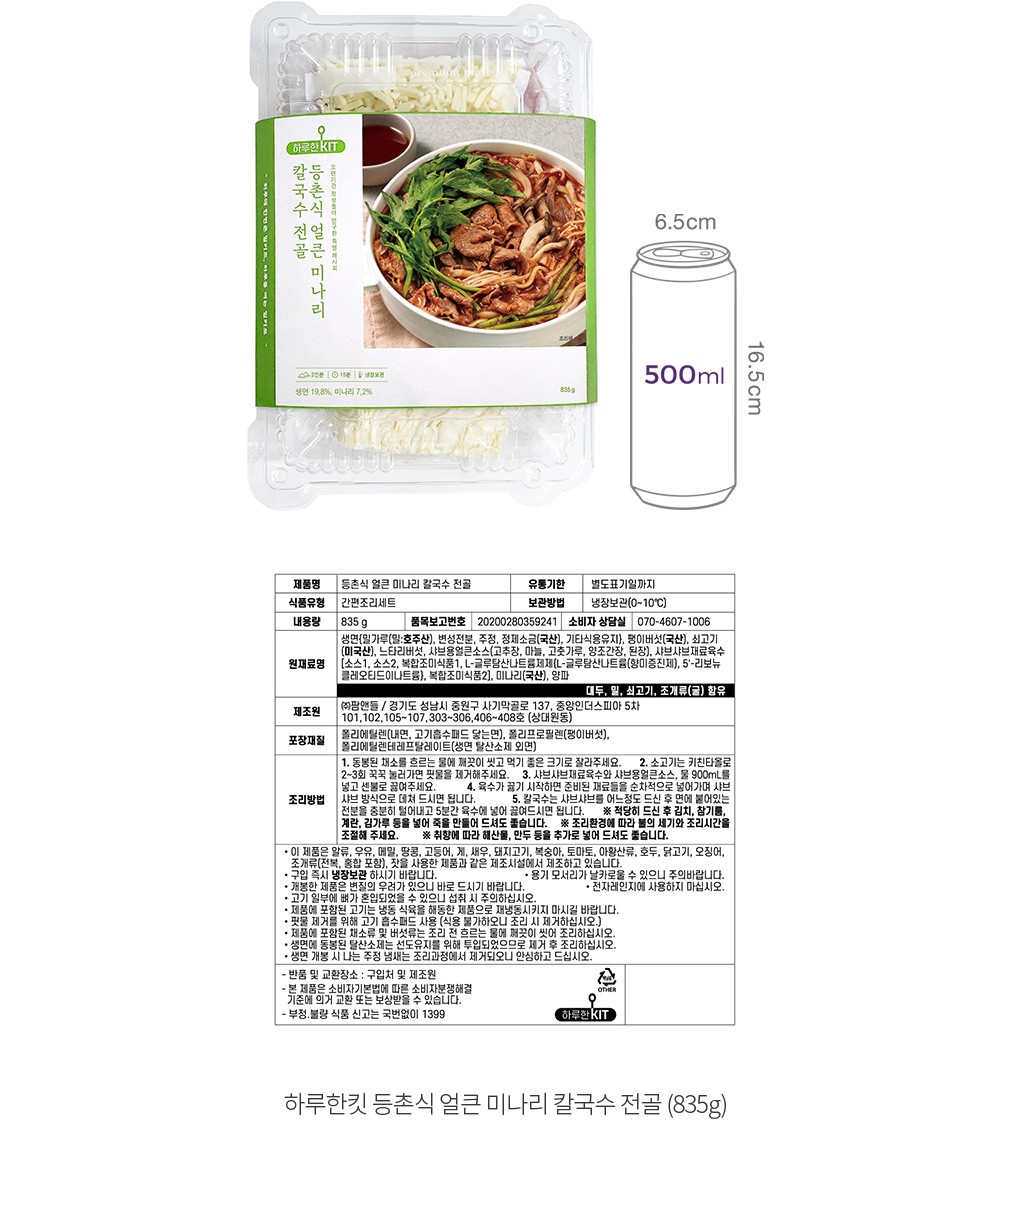 premium
하루한KIT
오랜기간 정성들여 연구한 특별 레시피
등촌식 얼큰 미나리
칼국수 전골
조리예
2인분 15분 냉장보관
생면 19.8%, 미나리 7.2%
835 g
6.5cm
500ml
16.5cm
제품명 등촌식 얼큰 미나리 칼국수 전골 유통기한 별도표기일까지
식품유형 간편조리세트 보관방법 냉장보관(0~10℃)
내용량 835 g 품목보고번호 20200280359241 소비자 상담실 070-4607-1006
원재료명
생면{밀가루(밀:호주산), 변성전분, 주정, 정제소금(국산), 기타식용유지}, 팽이버섯(국산), 쇠고기
(미국산), 느타리버섯, 샤브용얼큰소스(고추장, 마늘, 고춧가루, 양조간장, 된장), 샤브샤브재료육수
[소스1, 소스2, 복합조미식품1, L-글루탐산나트륨제제{L-글루탐산나트륨(향미증진제), 5'-리보뉴
클레오티드이나트륨}, 복합조미식품2], 미나리(국산), 양파
대두, 밀, 쇠고기, 조개류(굴) 함유
제조원
㈜팜앤들 / 경기도 성남시 중원구 사기막골로 137, 중앙인더스피아 5차
101,102,105~107,303~306,406~408호 (상대원동)
포장재질
폴리에틸렌(내면, 고기흡수패드 닿는면), 폴리프로필렌(팽이버섯),
폴리에틸렌테레프탈레이트(생면 탈산소제 외면)
조리방법
1. 동봉된 채소를 흐르는 물에 깨끗이 씻고 먹기 좋은 크기로 잘라주세요. 2. 소고기는 키친타올로
2~3회 꾹꾹 눌러가면 핏물을 제거해주세요. 3. 샤브샤브재료육수와 샤브용얼큰소스, 물 900mL를
넣고 센불로 끓여주세요. 4. 육수가 끓기 시작하면 준비된 재료들을 순차적으로 넣어가며 샤브
샤브 방식으로 데쳐 드시면 됩니다. 5. 칼국수는 샤브샤브를 어느정도 드신 후 면에 붙어있는
전분을 충분히 털어내고 5분간 육수에 넣어 끓여드시면 됩니다. ※ 적당히 드신 후 김치, 참기름,
계란, 김가루 등을 넣어 죽을 만들어 드셔도 좋습니다. ※ 조리환경에 따라 불의 세기와 조리시간을
조절해 주세요. ※ 취향에 따라 해산물, 만두 등을 추가로 넣어 드셔도 좋습니다.
• 이 제품은 알류, 우유, 메밀, 땅콩, 고등어, 게, 새우, 돼지고기, 복숭아, 토마토, 아황산류, 호두, 닭고기, 오징어,
조개류(전복, 홍합 포함), 잣을 사용한 제품과 같은 제조시설에서 제조하고 있습니다.
• 구입 즉시 냉장보관 하시기 바랍니다. • 용기 모서리가 날카로울 수 있으니 주의바랍니다.
• 개봉한 제품은 변질의 우려가 있으니 바로 드시기 바랍니다. • 전자레인지에 사용하지 마십시오.
• 고기 일부에 뼈가 혼입되었을 수 있으니 섭취 시 주의하십시오.
• 제품에 포함된 고기는 냉동 식육을 해동한 제품으로 재냉동시키지 마시길 바랍니다.
• 핏물 제거를 위해 고기 흡수패드 사용 (식용 불가하오니 조리 시 제거하십시오.)
• 제품에 포함된 채소류 및 버섯류는 조리 전 흐르는 물에 깨끗이 씻어 조리하십시오.
• 생면에 동봉된 탈산소제는 선도유지를 위해 투입되었으므로 제거 후 조리하십시오.
• 생면 개봉 시 나는 주정 냄새는 조리과정에서 제거되오니 안심하고 드십시오.
- 반품 및 교환장소 : 구입처 및 제조원
- 본 제품은 소비자기본법에 따른 소비자분쟁해결
기준에 의거 교환 또는 보상받을 수 있습니다.
- 부정.불량 식품 신고는 국번없이 1399
OTHER
하루한KIT
하루한킷 등촌식 얼큰 미나리 칼국수 전골 (835g)